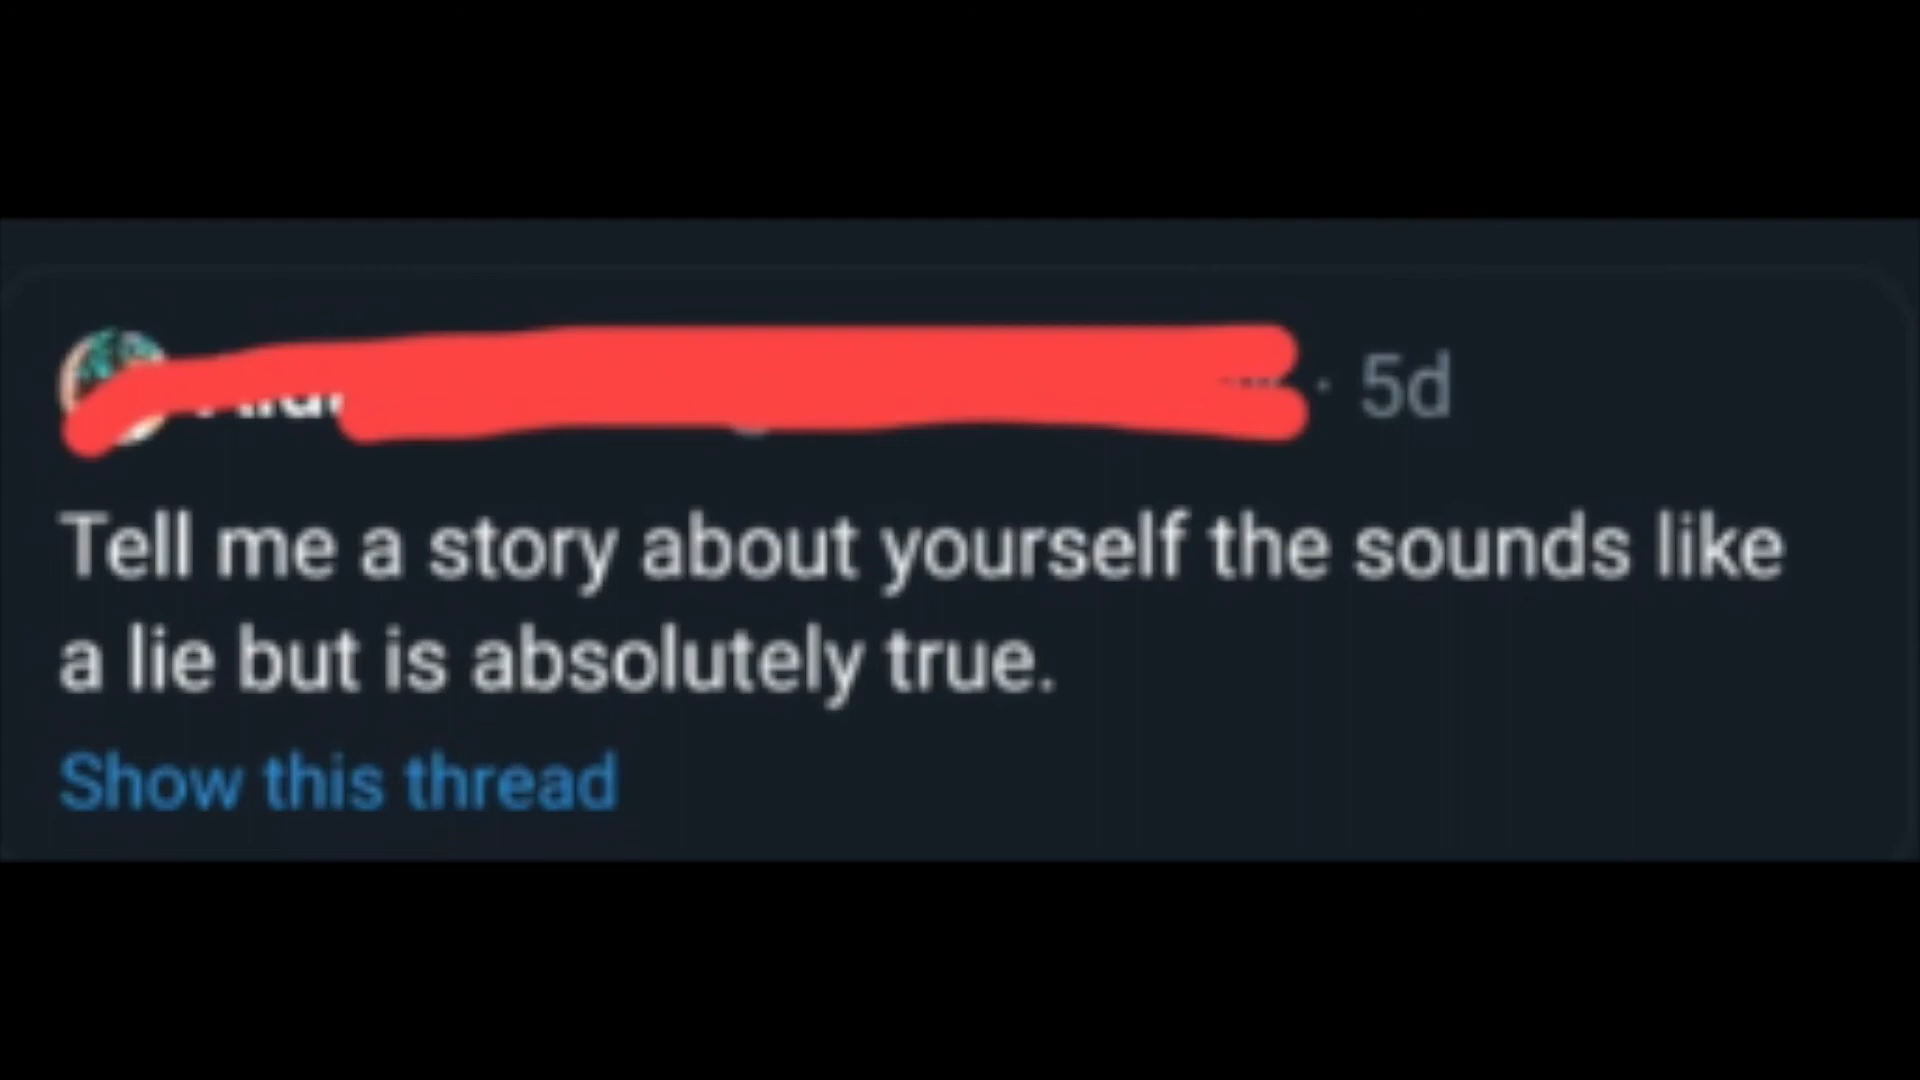 · 5d
Tell me a story about yourself the sounds like
a lie but is absolutely true.
Show this thread